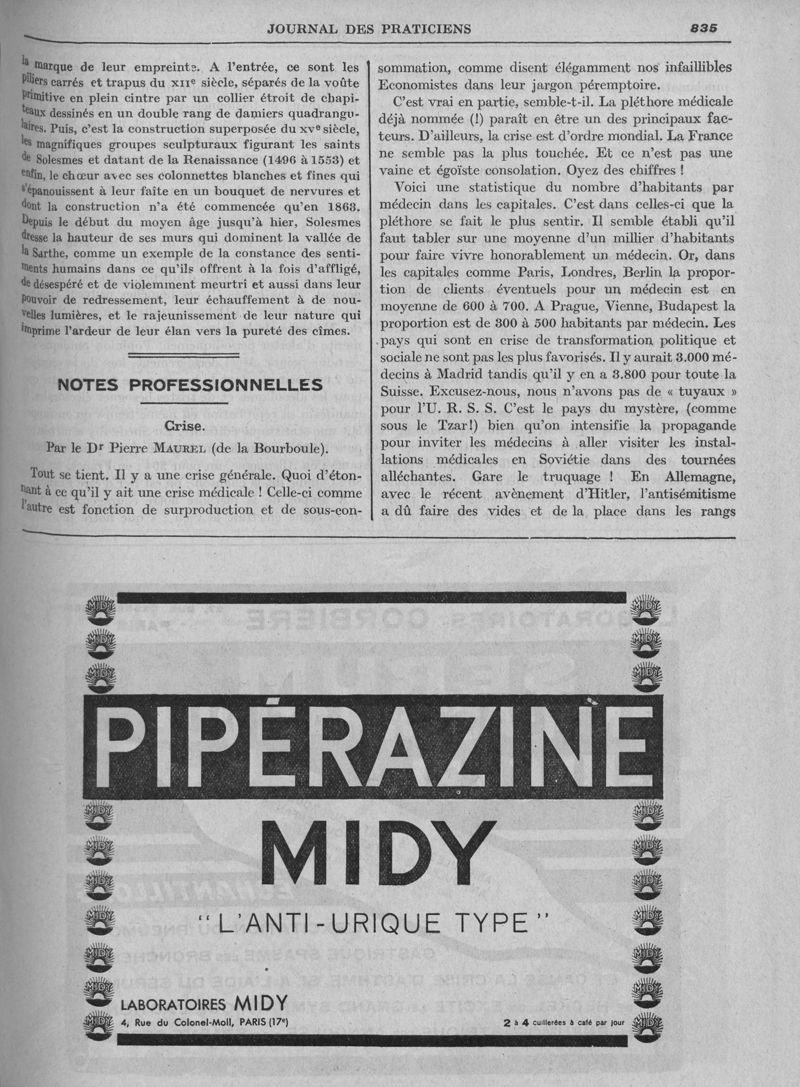 JOURNAL DES PRATICIENS
835
la marque de leur empreinte. A l'entrée, ce sont les
piliers carrés et trapus du XIIe siècle, séparés de la voûte
primitive en plein cintre par un collier étroit de chapi-
teaux dessinés en un double rang de damiers quadrangu-
laires. Puis, c'est la construction superposée du XVe siècle,
les magnifiques groupes sculpturaux figurant les saints
de Solesmes et datant de la Renaissance (1496 à 1553) et
enfin, le chœur avec ses colonnettes blanches et fines qui
s'épanouissent à leur faîte en un bouquet de nervures et
dont la construction n'a été commencée qu'en 1863.
Depuis le début du moyen âge jusqu'à hier, Solesmes
dresse la hauteur de ses murs qui dominent la vallée de
la Sarthe, comme un exemple de la constance des senti-
ments humains dans ce qu'ils offrent à la fois d'affligé,
de désespéré et de violemment meurtri et aussi dans leur
pouvoir de redressement, leur échauffement à de nou-
velles lumières, et le rajeunissement de leur nature qui
imprime l'ardeur de leur élan vers la pureté des cîmes.
NOTES PROFESSIONNELLES
Crise.
Par le Dr Pierre MAUREL (de la Bourboule).
Tout se tient. Il y a une crise générale. Quoi d'éton-
nant à ce qu'il y ait une crise médicale ! Celle-ci comme
l'autre est fonction de surproduction et de sous-con-
sommation, comme disent élégamment nos infaillibles
Economistes dans leur jargon péremptoire.
C'est vrai en partie, semble-t-il. La pléthore médicale
déjà nommée (!) paraît en être un des principaux fac-
teurs. D'ailleurs, la crise est d'ordre mondial. La France
ne semble pas la plus touchée. Et ce n'est pas une
vaine et égoïste consolation. Oyez des chiffres !
Voici une statistique du nombre d'habitants par
médecin dans les capitales. C'est dans celles-ci que la
pléthore se fait le plus sentir. Il semble établi qu'il
faut tabler sur une moyenne d'un millier d'habitants
pour faire vivre honorablement un médecin. Or, dans
les capitales comme Paris, Londres, Berlin la propor-
tion de clients éventuels pour un médecin est en
moyenne de 600 à 700. A Prague, Vienne, Budapest la
proportion est de 300 à 500 habitants par médecin. Les
pays qui sont en crise de transformation politique et
sociale ne sont pas les plus favorisés. Il y aurait 3.000 mé-
decins à Madrid tandis qu'il y en a 3.800 pour toute la
Suisse. Excusez-nous, nous n'avons pas de « tuyaux »
pour l'U. R. S. S. C'est le pays du mystère, (comme
sous le Tzar!) bien qu'on intensifie la propagande
pour inviter les médecins à aller visiter les instal-
lations médicales en Soviétie dans des tournées
alléchantes. Gare le truquage ! En Allemagne,
avec le récent avènement d'Hitler, l'antisémitisme
a dû faire des vides et de la place dans les rangs
PIPÉRAZINE
MIDY
"L'ANTI-URIQUE TYPE"
LABORATOIRES MIDY
4, Rue du Colonel-Moll, PARIS (17e)
2 à 4 cuillerées à café par jour